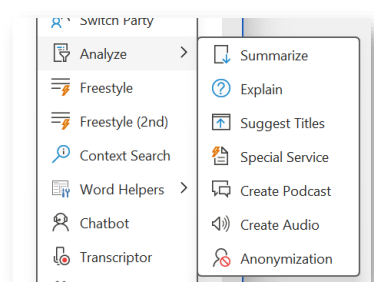 Switch Party
Analyze
Freestyle
Freestyle (2nd)
Context Search
Word Helpers
Chatbot
Transcriptor
Summarize
Explain
Suggest Titles
Special Service
Create Podcast
Create Audio
Anonymization